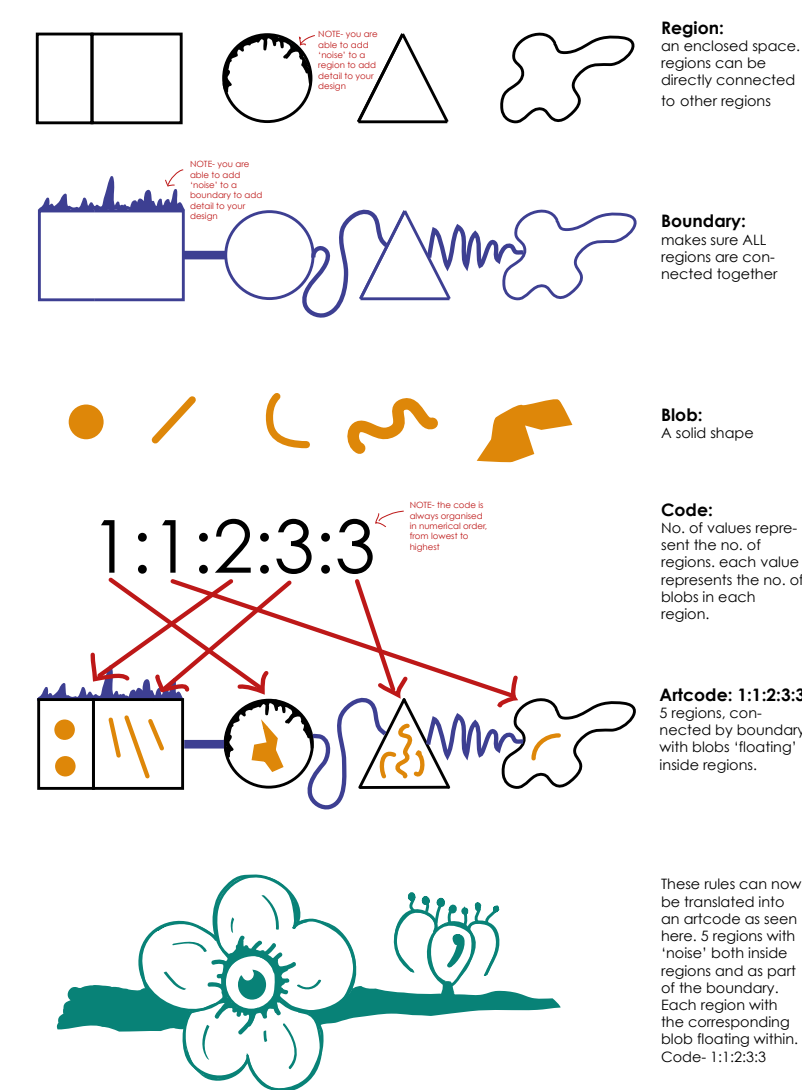 Region:
an enclosed space.
regions can be
directly connected
to other regions
NOTE- you are
able to add
'noise' to a
region to add
detail to your
design
NOTE- you are
able to add
'noise' to a
boundary to add
detail to your
design
Boundary:
makes sure ALL
regions are con-
nected together
Blob:
A solid shape
1:1:2:3:3
NOTE- the code is
always organised
in numerical order,
from lowest to
highest
Code:
No. of values repre-
sent the no. of
regions. each value
represents the no. of
blobs in each
region.
Artcode: 1:1:2:3:3
5 regions, con-
nected by boundary
with blobs 'floating'
inside regions.
These rules can now
be translated into
an artcode as seen
here. 5 regions with
'noise' both inside
regions and as part
of the boundary.
Each region with
the corresponding
blob floating within.
Code- 1:1:2:3:3